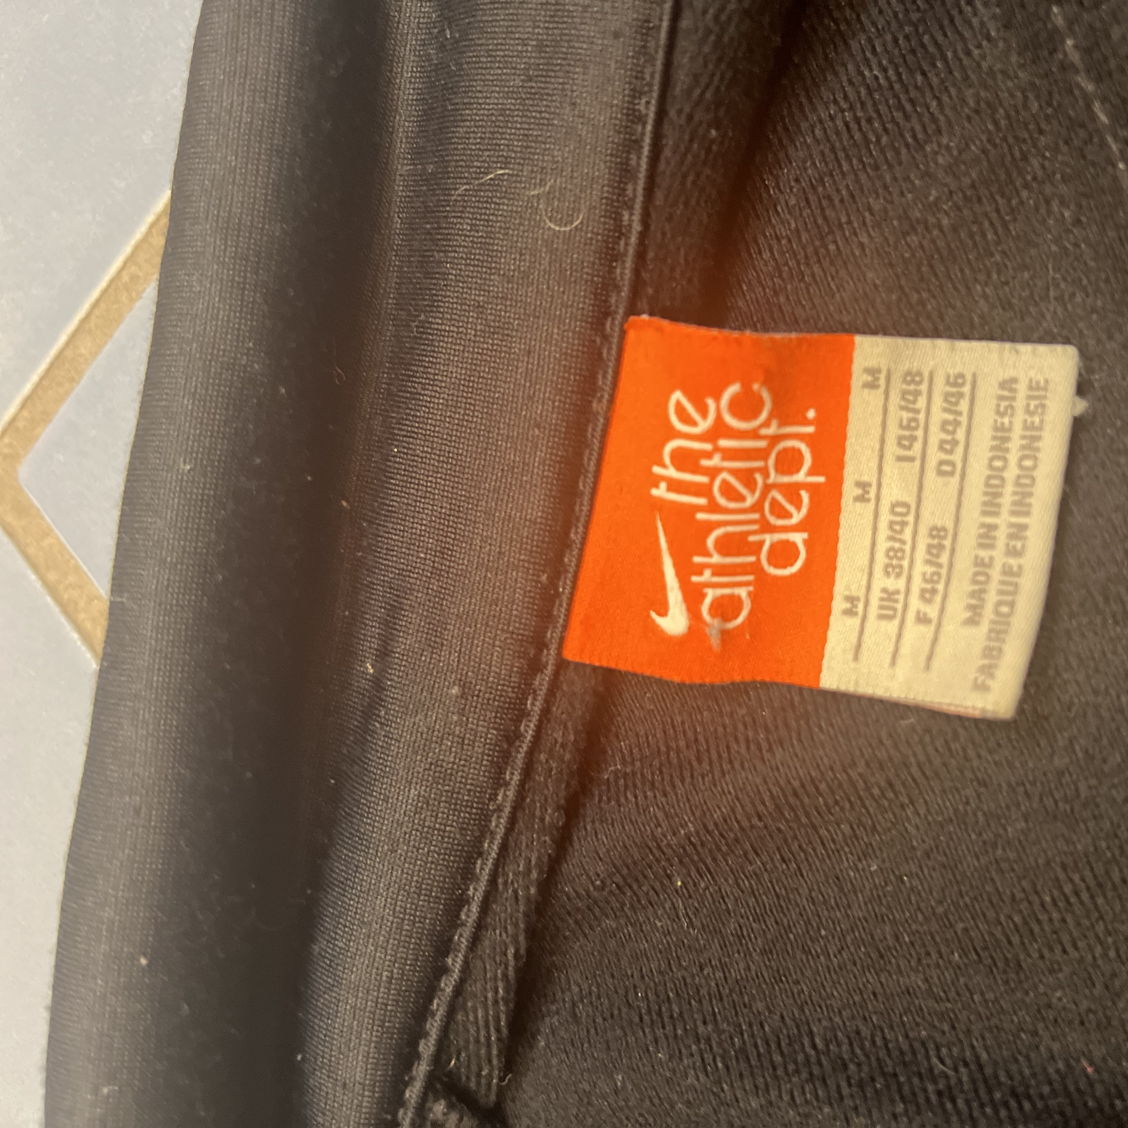 the
athletic
dept.
M M M
UK 38/40 I 46/48
F 46/48 D 44/46
MADE IN INDONESIA
FABRIQUE EN INDONESIE